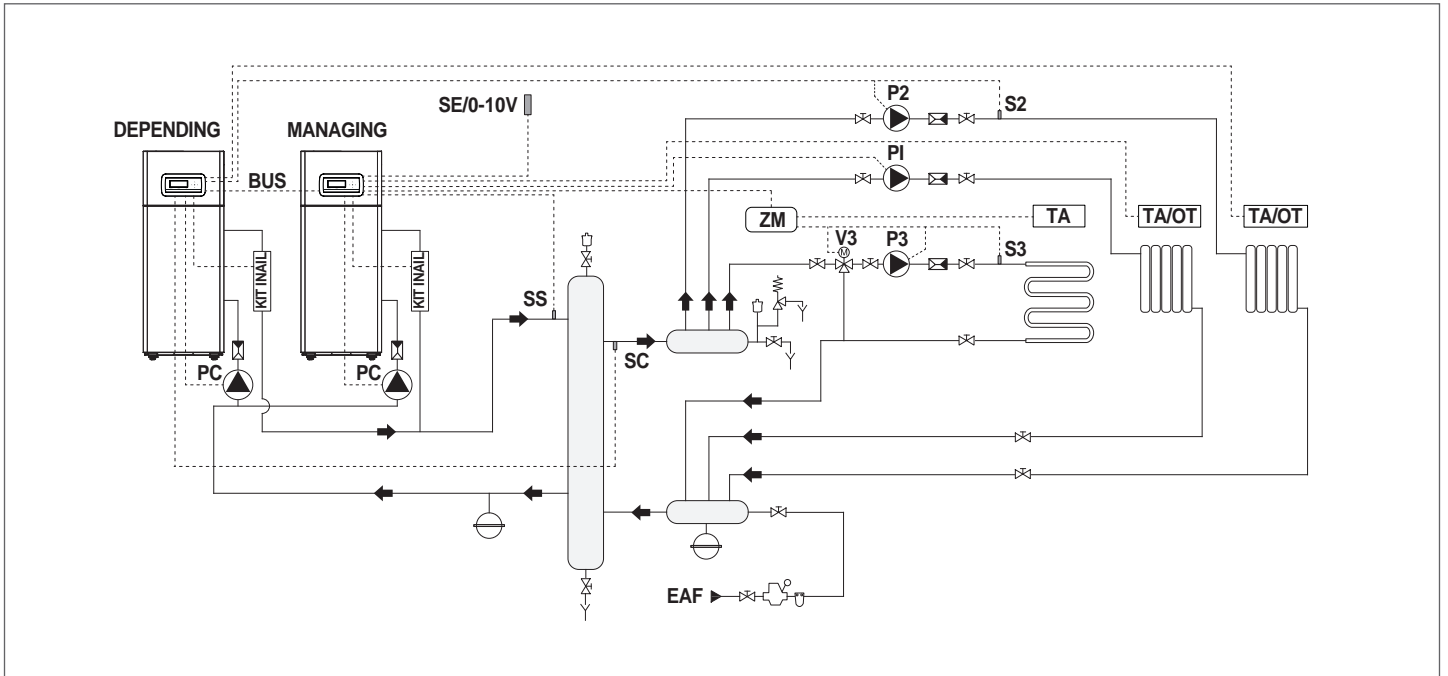 SE/0-10V
P2
S2
DEPENDING
MANAGING
BUS
PI
ZM
TA
TA/OT
TA/OT
V3
M
P3
S3
KIT INAIL
KIT INAIL
SS
SC
PC
PC
EAF